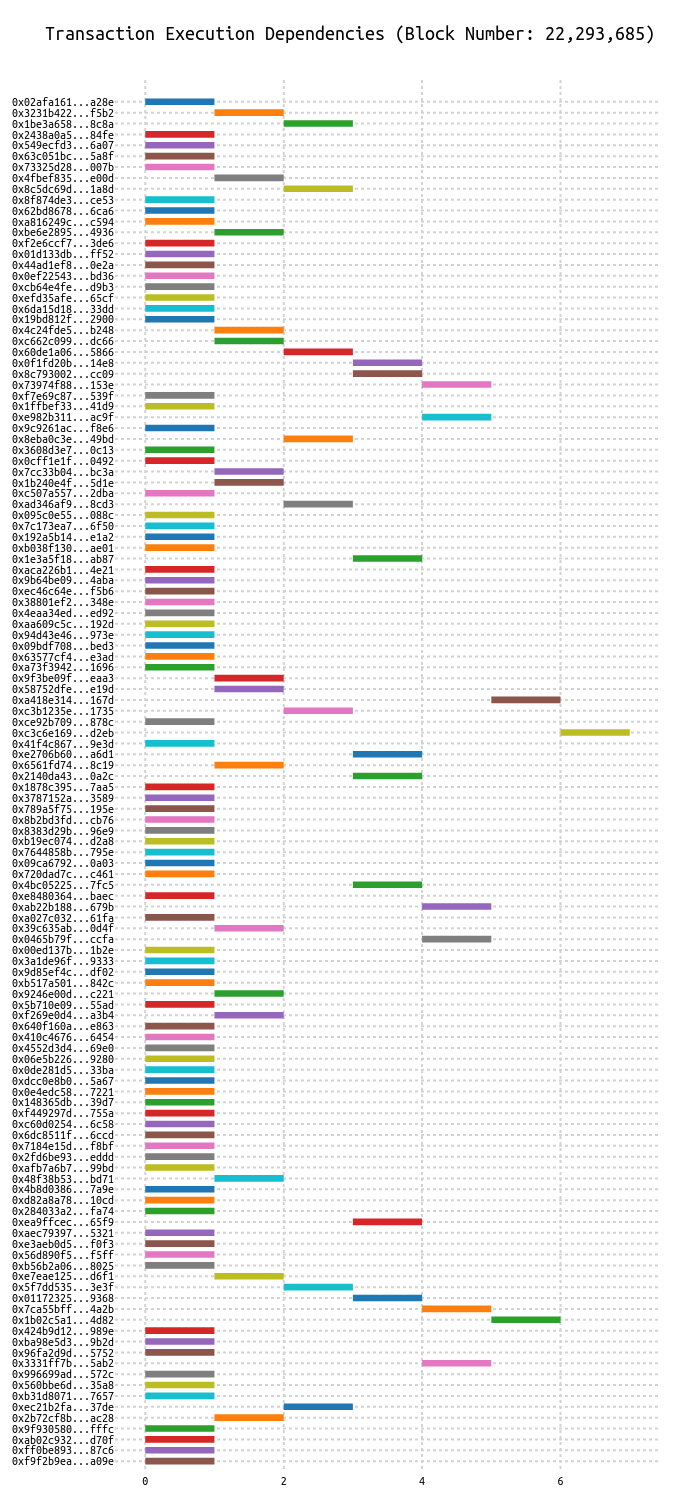 Transaction Execution Dependencies (Block Number: 22,293,685)
0x02afa161...a28e
0x3231b422...f5b2
0x1be3a658...8c8a
0x2438a0a5...84fe
0x549ecfd3...6a07
0x63c051bc...5a8f
0x73325d28...007b
0x4fbef835...e00d
0x8c5dc69d...1a8d
0x8f874de3...ce53
0x62bd8678...6ca6
0xa816249c...c594
0xbe6e2895...4936
0xf2e6ccf7...3de6
0x01d133db...ff52
0x44ad1ef8...0e2a
0x0ef22543...bd36
0xcb64e4fe...d9b3
0xefd35afe...65cf
0x6da15d18...33dd
0x19bd812f...2900
0x4c24fde5...b248
0xc662c099...dc66
0x60de1a06...5866
0x0f1fd20b...14e8
0x8c793002...cc09
0x73974f88...153e
0xf7e69c87...539f
0x1ffbef33...41d9
0xe982b311...ac9f
0x9c9261ac...f8e6
0x8eba0c3e...49bd
0x3608d3e7...0c13
0x0cff1e1f...0492
0x7cc33b04...bc3a
0x1b240e4f...5d1e
0xc507a557...2dba
0xad346af9...8cd3
0x095c0e55...088c
0x7c173ea7...6f50
0x192a5b14...e1a2
0xb038f130...ae01
0x1e3a5f18...ab87
0xaca226b1...4e21
0x9b64be09...4aba
0xec46c64e...f5b6
0x38801ef2...348e
0x4eaa34ed...ed92
0xaa609c5c...192d
0x94d43e46...973e
0x09bdf708...bed3
0x63577cf4...e3ad
0xa73f3942...1696
0x9f3be09f...eaa3
0x58752dfe...e19d
0xa418e314...167d
0xc3b1235e...1735
0xce92b709...878c
0xc3c6e169...d2eb
0x41f4c867...9e3d
0xe2706b60...a6d1
0x6561fd74...8c19
0x2140da43...0a2c
0x1878c395...7aa5
0x3787152a...3589
0x789a5f75...195e
0x8b2bd3fd...cb76
0x8383d29b...96e9
0xb19ec074...d2a8
0x7644858b...795e
0x09ca6792...0a03
0x720dad7c...c461
0x4bc05225...7fc5
0xe8480364...baec
0xab22b188...679b
0xa027c032...61fa
0x39c635ab...0d4f
0x0465b79f...ccfa
0x00ed137b...1b2e
0x3a1de96f...9333
0x9d85ef4c...df02
0xb517a501...842c
0x9246e00d...c221
0x5b710e09...55ad
0xf269e0d4...a3b4
0x640f160a...e863
0x410c4676...6454
0x4552d3d4...69e0
0x06e5b226...9280
0x0de281d5...33ba
0xdcc0e8b0...5a67
0x0e4edc58...7221
0x148365db...39d7
0xf449297d...755a
0xc60d0254...6c58
0x6dc8511f...6ccd
0x7184e15d...f8bf
0x2fd6be93...eddd
0xafb7a6b7...99bd
0x48f38b53...bd71
0x4b8d0386...7a9e
0xd82a8a78...10cd
0x284033a2...fa74
0xea9ffcec...65f9
0xaec79397...5321
0xe3aeb0d5...f0f3
0x56d890f5...f5ff
0xb56b2a06...8025
0xe7eae125...d6f1
0x5f7dd535...3e3f
0x01172325...9368
0x7ca55bff...4a2b
0x1b02c5a1...4d82
0x424b9d12...989e
0xba98e5d3...9b2d
0x96fa2d9d...5752
0x3331ff7b...5ab2
0x996699ad...572c
0x560bbe6d...35a8
0xb31d8071...7657
0xec21b2fa...37de
0x2b72cf8b...ac28
0x9f930580...fffc
0xab02c932...d70f
0xff0be893...87c6
0xf9f2b9ea...a09e
0 2 4 6